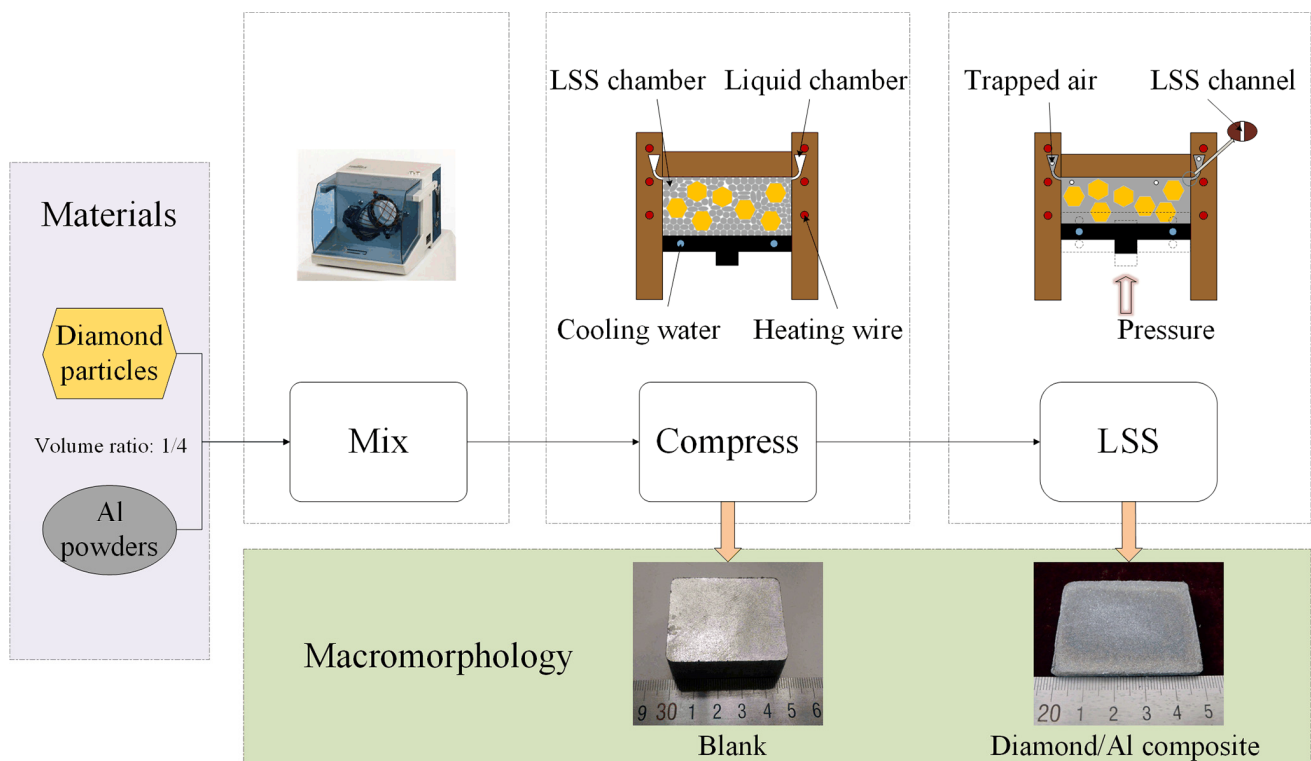 LSS chamber
Liquid chamber
Trapped air
LSS channel
Materials
Cooling water
Heating wire
Pressure
Diamond
particles
Volume ratio: 1/4
Al
powders
Mix
Compress
LSS
Macromorphology
9 30 1 2 3 4 5 6
20 1 2 3 4 5
Blank
Diamond/Al composite